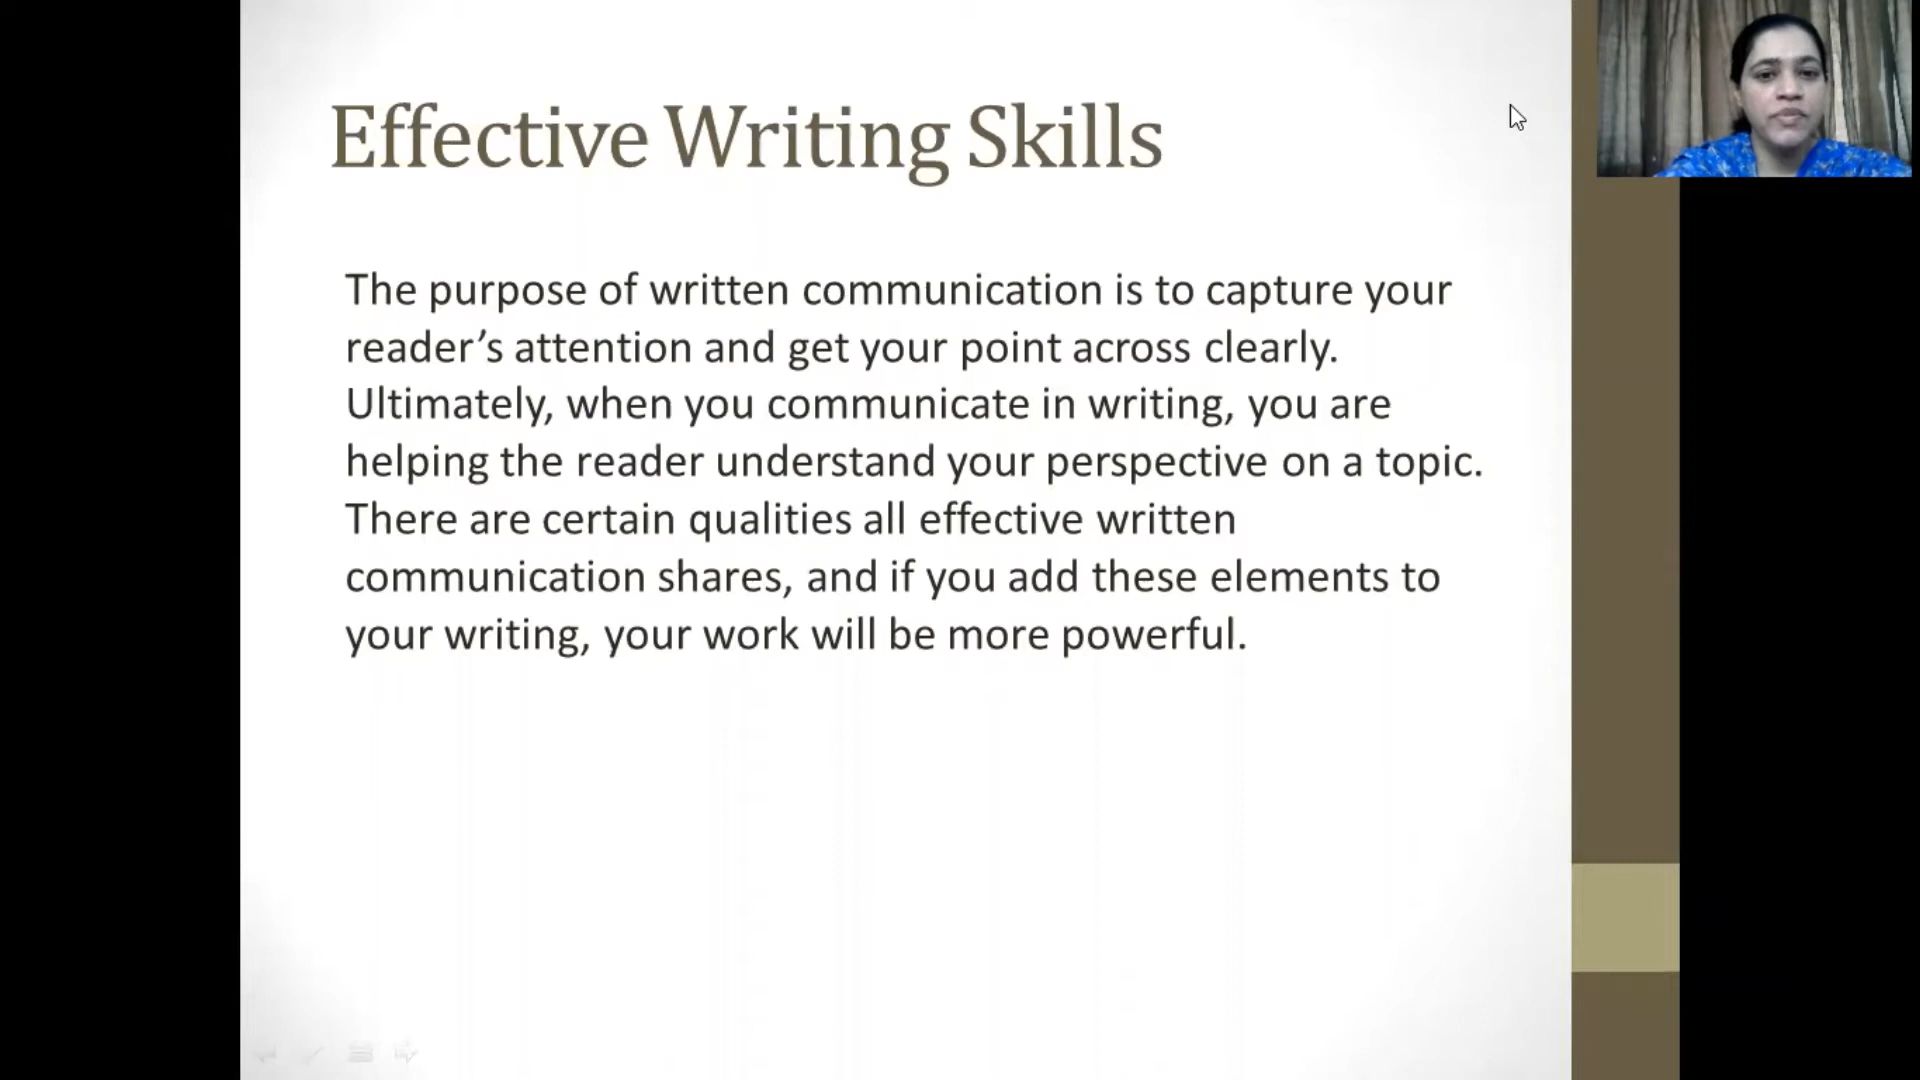 Effective Writing Skills
The purpose of written communication is to capture your
reader’s attention and get your point across clearly.
Ultimately, when you communicate in writing, you are
helping the reader understand your perspective on a topic.
There are certain qualities all effective written
communication shares, and if you add these elements to
your writing, your work will be more powerful.